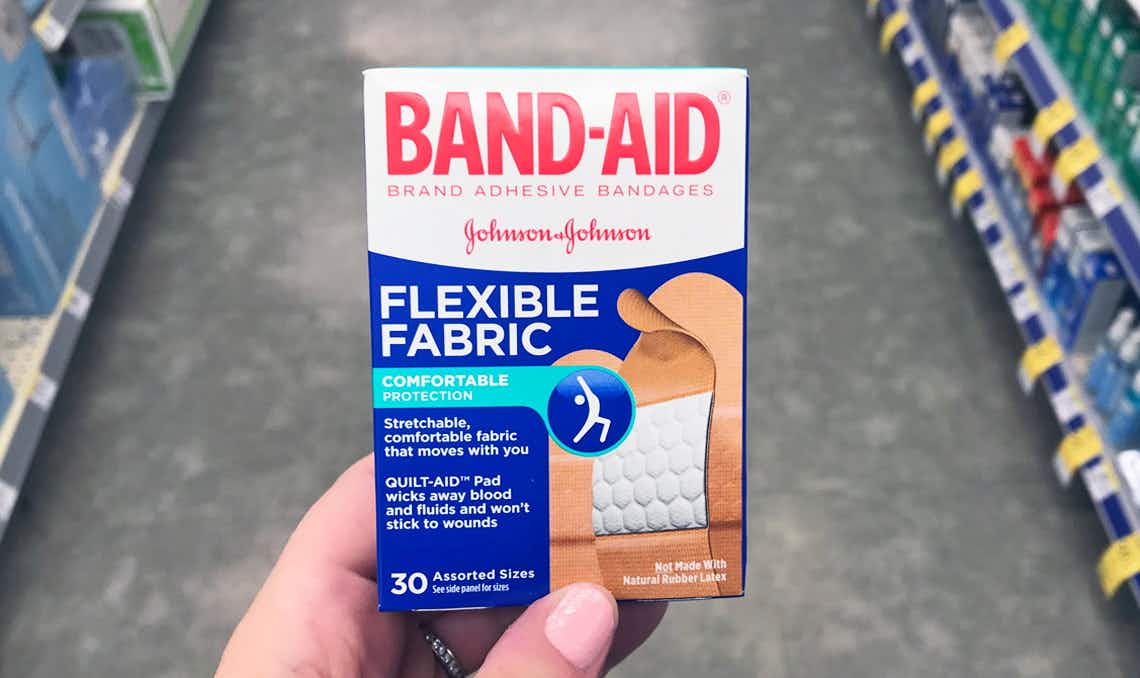 BAND-AID®
BRAND ADHESIVE BANDAGES
Johnson & Johnson
FLEXIBLE
FABRIC
COMFORTABLE
PROTECTION
Stretchable,
comfortable fabric
that moves with you
QUILT-AID™ Pad
wicks away blood
and fluids and won't
stick to wounds
30 Assorted Sizes
See side panel for sizes
Not Made With
Natural Rubber Latex